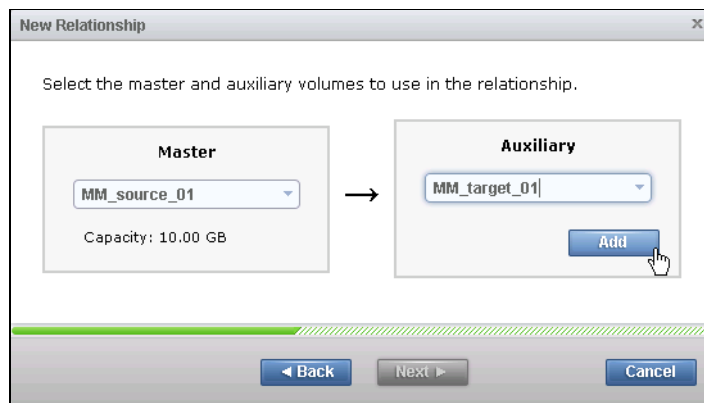 New Relationship
x
Select the master and auxiliary volumes to use in the relationship.
Master
MM_source_01
Capacity: 10.00 GB
→
Auxiliary
MM_target_01
Add
◄ Back
Next ►
Cancel